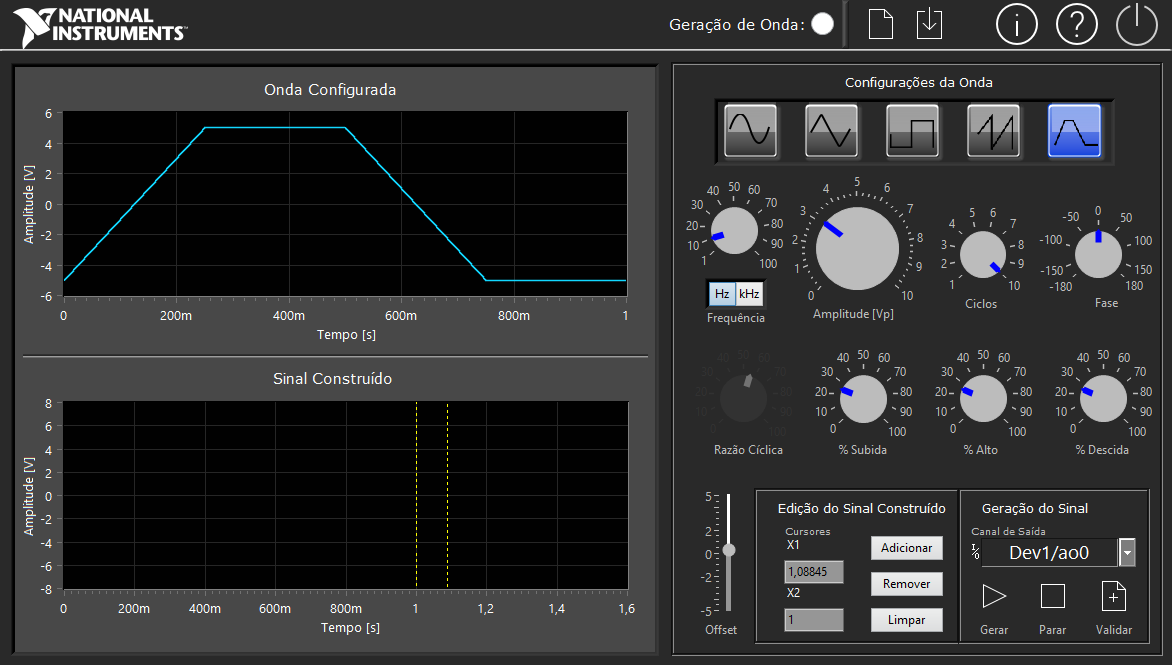 NATIONAL
INSTRUMENTS™
Geração de Onda:
i
?
Onda Configurada
Amplitude [V]
6
4
2
0
-2
-4
-6
0 200m 400m 600m 800m 1
Tempo [s]
Sinal Construído
Amplitude [V]
8
6
4
2
0
-2
-4
-6
-8
0 200m 400m 600m 800m 1 1,2 1,4 1,6
Tempo [s]
Configurações da Onda
1 10 20 30 40 50 60 70 80 90 100
Hz kHz
Frequência
0 1 2 3 4 5 6 7 8 9 10
Amplitude [Vp]
1 2 3 4 5 6 7 8 9 10
Ciclos
-180 -150 -100 -50 0 50 100 150 180
Fase
0 10 20 30 40 50 60 70 80 90 100
Razão Cíclica
0 10 20 30 40 50 60 70 80 90 100
% Subida
0 10 20 30 40 50 60 70 80 90 100
% Alto
0 10 20 30 40 50 60 70 80 90 100
% Descida
5
2
0
-2
-5
Offset
Edição do Sinal Construído
Cursores
X1
1,08845
X2
1
Adicionar
Remover
Limpar
Geração do Sinal
Canal de Saída
I/O
Dev1/ao0
Gerar Parar Validar